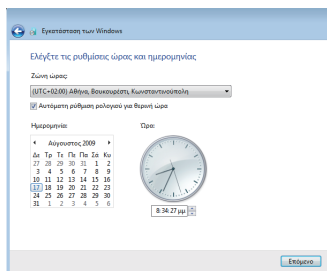 Εγκατάσταση των Windows
Ελέγξτε τις ρυθμίσεις ώρας και ημερομηνίας
Ζώνη ώρας:
(UTC+02:00) Αθήνα, Βουκουρέστι, Κωνσταντινούπολη
Αυτόματη ρύθμιση ρολογιού για θερινή ώρα
Ημερομηνία: Ώρα:
Αύγουστος 2009
Δε Τρ Τε Πε Πα Σά Κυ
27 28 29 30 31 1 2
3 4 5 6 7 8 9
10 11 12 13 14 15 16
17 18 19 20 21 22 23
24 25 26 27 28 29 30
31 1 2 3 4 5 6
8:34:27 μμ
Επόμενο